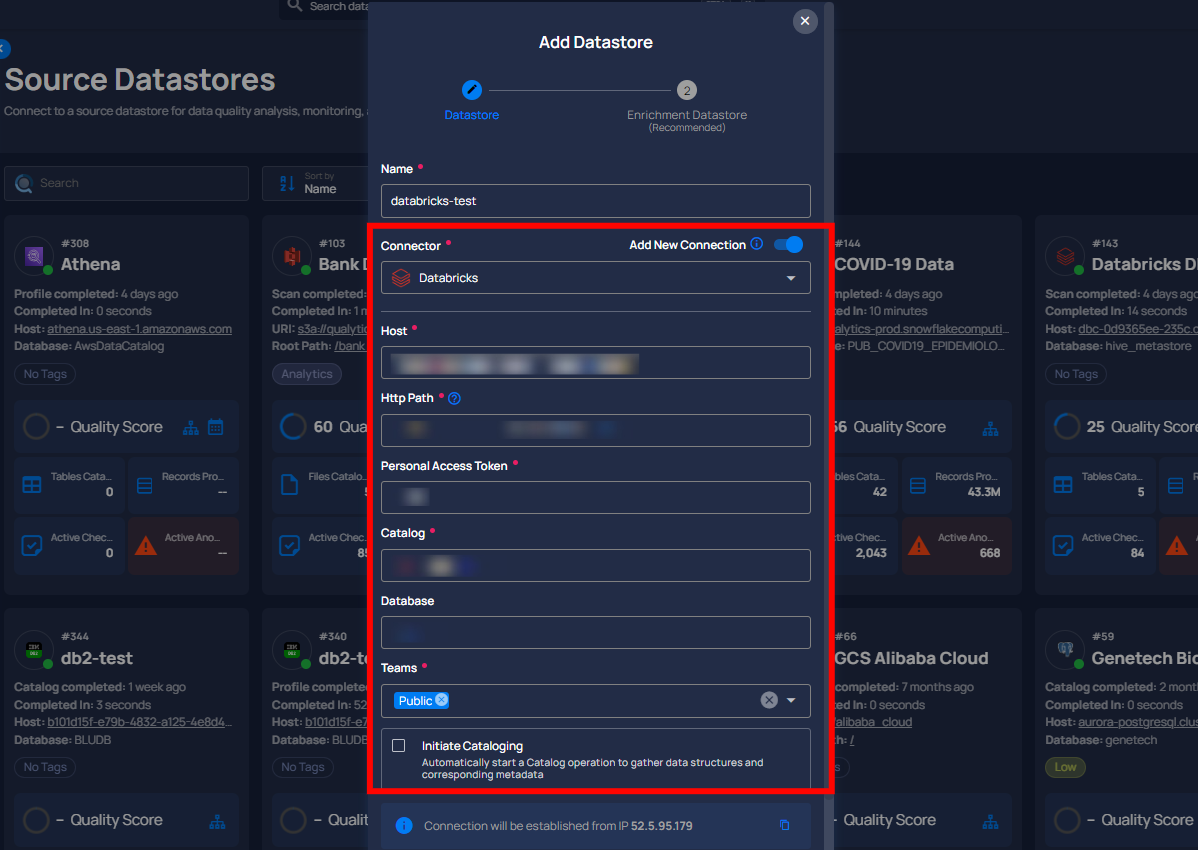 Search data
Add Datastore
Source Datastores
Connect to a source datastore for data quality analysis, monitoring,
2
Datastore
Enrichment Datastore
(Recommended)
Name *
databricks-test
Search
Sort by
Name
Connector *
Add New Connection
Databricks
Host *
Http Path *
Personal Access Token *
Catalog *
Database
Teams *
Public
Initiate Cataloging
Automatically start a Catalog operation to gather data structures and
corresponding metadata
Connection will be established from IP 52.5.95.179
#308
Athena
Profile completed: 4 days ago
Completed In: 0 seconds
Host: athena.us-east-1.amazonaws.com
Database: AwsDataCatalog
No Tags
– Quality Score
Tables Cata...
0
Records Pro...
--
Active Chec...
0
Active Ano...
--
#103
Bank
Scan completed:
Completed In: 1
URI: s3a://qualytic
Root Path: /bank
Analytics
60 Qua
Files Catalo
Active Chec
#144
COVID-19 Data
mpleted: 4 days ago
ed In: 10 minutes
alytics-prod.snowflakecomputi...
e: PUB_COVID19_EPIDEMIOLO...
56 Quality Score
bles Cata...
42
Records Pro...
43.3M
tive Chec...
2,043
Active Ano...
668
#143
Databricks D
Scan completed: 4 days ago
Completed In: 14 seconds
Host: dbc-0d9365ee-235c.c
Database: hive_metastore
No Tags
25 Quality Score
Tables Cata...
5
Active Chec...
84
#344
db2-test
Catalog completed: 1 week ago
Completed In: 3 seconds
Host: b101d15f-e79b-4832-a125-4e8d4...
Database: BLUDB
No Tags
– Quality Score
#340
db2-te
Profile completed
Completed In: 52
Host: b101d15f-e7
Database: BLUDB
No Tags
– Quali
#66
GCS Alibaba Cloud
ompleted: 7 months ago
ed In: 0 seconds
alibaba_cloud
th: /
s
– Quality Score
#59
Genetech Bio
Catalog completed: 2 mont
Completed In: 0 seconds
Host: aurora-postgresql.clus
Database: genetech
Low
– Quality Score